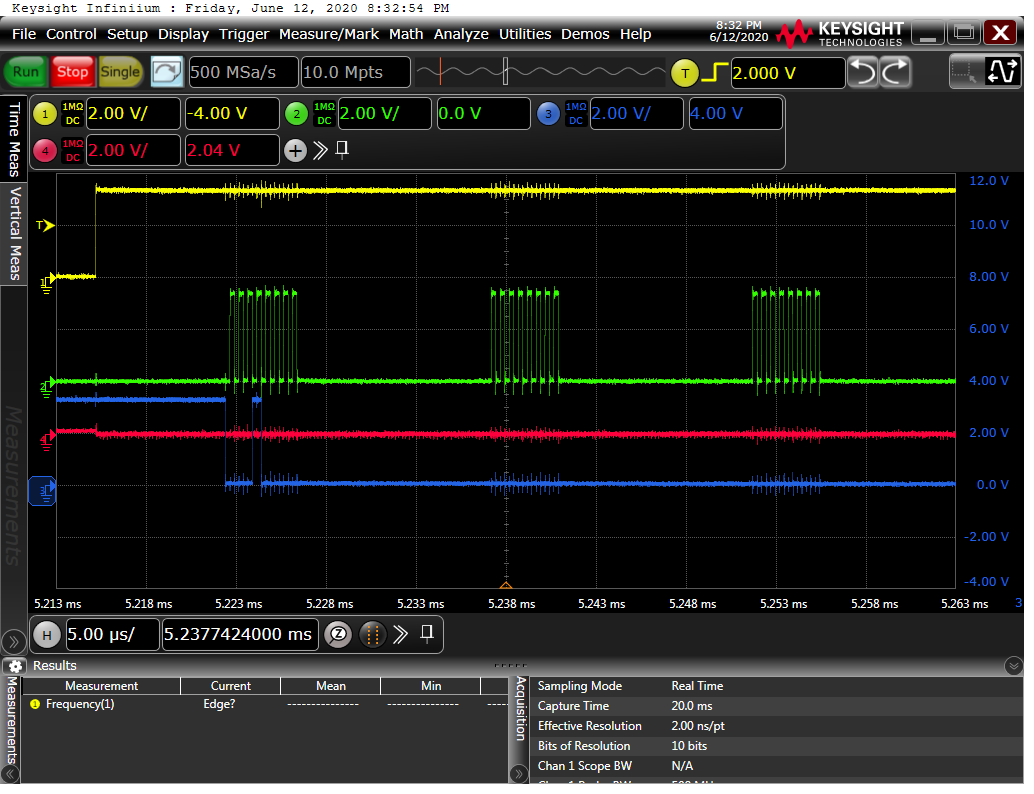 Keysight Infiniium : Friday, June 12, 2020 8:32:54 PM
File Control Setup Display Trigger Measure/Mark Math Analyze Utilities Demos Help
8:32 PM
6/12/2020
KEYSIGHT
TECHNOLOGIES
Run Stop Single 500 MSa/s 10.0 Mpts T 2.000 V
1 1MΩ DC 2.00 V/ -4.00 V 2 1MΩ DC 2.00 V/ 0.0 V 3 1MΩ DC 2.00 V/ 4.00 V
4 1MΩ DC 2.00 V/ 2.04 V
Time Meas
Vertical Meas
Measurements
12.0 V
T 10.0 V
1 8.00 V
6.00 V
2 4.00 V
4 2.00 V
3 0.0 V
-2.00 V
-4.00 V
5.213 ms 5.218 ms 5.223 ms 5.228 ms 5.233 ms 5.238 ms 5.243 ms 5.248 ms 5.253 ms 5.258 ms 5.263 ms 3
H 5.00 µs/ 5.2377424000 ms
Results
Measurements
Measurement Current Mean Min
1 Frequency(1) Edge? -------------- -------------- ----
Acquisition
Sampling Mode Real Time
Capture Time 20.0 ms
Effective Resolution 2.00 ns/pt
Bits of Resolution 10 bits
Chan 1 Scope BW N/A